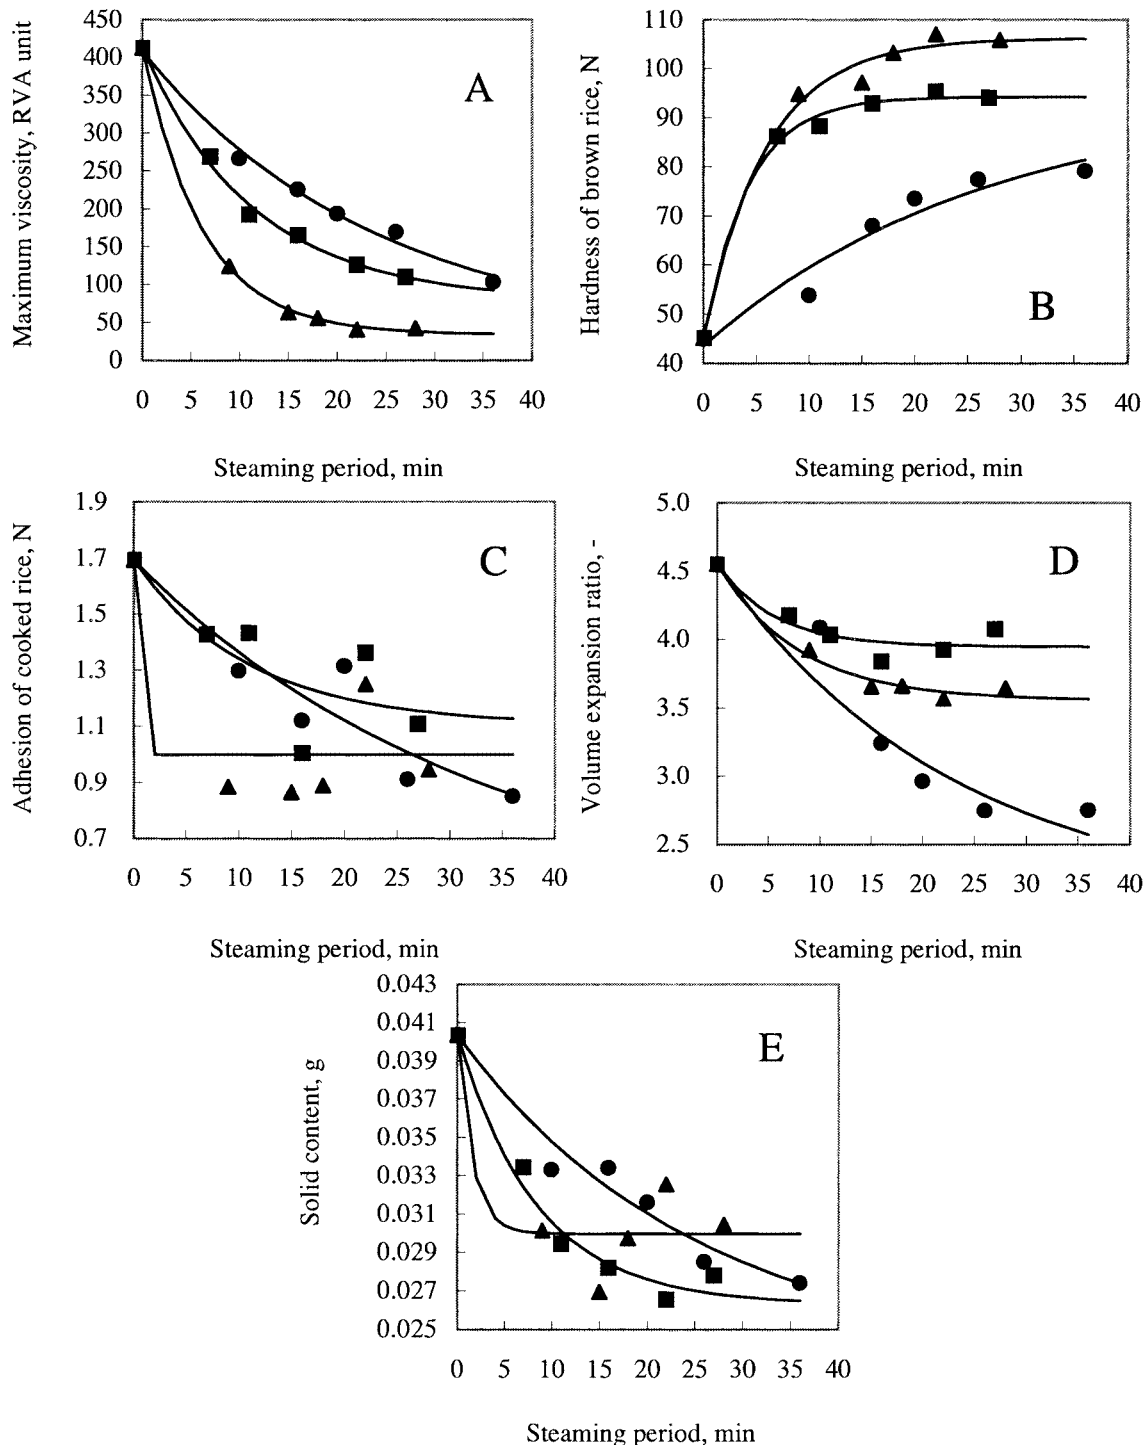 Maximum viscosity, RVA unit
450
400
350
300
250
200
150
100
50
0
A
0 5 10 15 20 25 30 35 40
Steaming period, min
Hardness of brown rice, N
110
100
90
80
70
60
50
40
B
0 5 10 15 20 25 30 35 40
Steaming period, min
Adhesion of cooked rice, N
1.9
1.7
1.5
1.3
1.1
0.9
0.7
C
0 5 10 15 20 25 30 35 40
Steaming period, min
Volume expansion ratio, -
5.0
4.5
4.0
3.5
3.0
2.5
D
0 5 10 15 20 25 30 35 40
Steaming period, min
Solid content, g
0.043
0.041
0.039
0.037
0.035
0.033
0.031
0.029
0.027
0.025
E
0 5 10 15 20 25 30 35 40
Steaming period, min